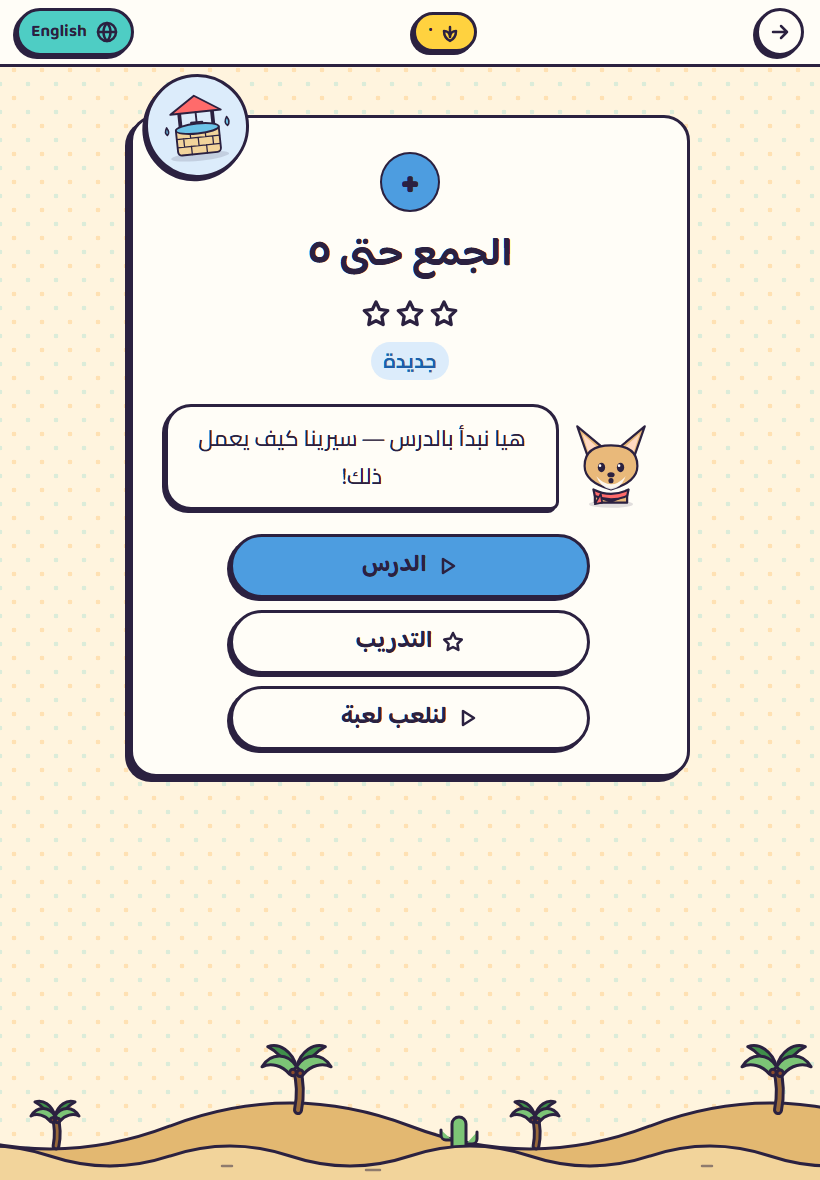 English
٠
الجمع حتى ٥
جديدة
هيا نبدأ بالدرس — سيرينا كيف يعمل
ذلك!
الدرس
التدريب
لنلعب لعبة